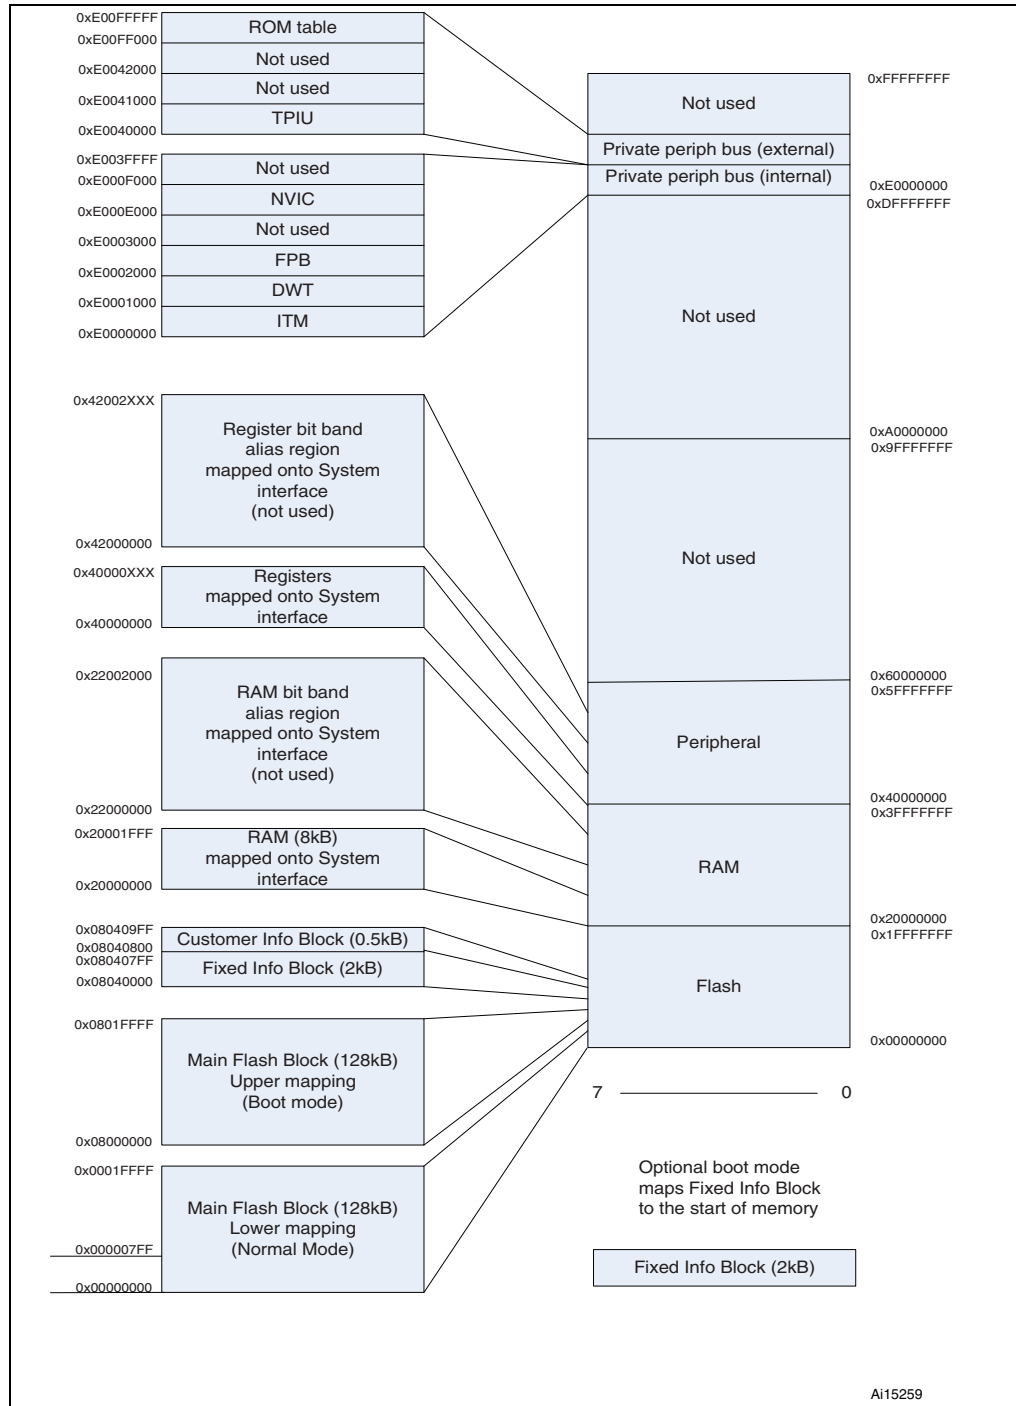 0xE00FFFFF
ROM table
0xE00FF000
Not used
0xE0042000
Not used
0xE0041000
TPIU
0xE0040000
0xE003FFFF
Not used
0xE000F000
NVIC
0xE000E000
Not used
0xE0003000
FPB
0xE0002000
DWT
0xE0001000
ITM
0xE0000000
0x42002XXX
Register bit band
alias region
mapped onto System
interface
(not used)
0x42000000
0x40000XXX
Registers
mapped onto System
interface
0x40000000
0x22002000
RAM bit band
alias region
mapped onto System
interface
(not used)
0x22000000
0x20001FFF
RAM (8kB)
mapped onto System
interface
0x20000000
0x080409FF
Customer Info Block (0.5kB)
0x08040800
0x080407FF
Fixed Info Block (2kB)
0x08040000
0x0801FFFF
Main Flash Block (128kB)
Upper mapping
(Boot mode)
0x08000000
0x0001FFFF
Main Flash Block (128kB)
Lower mapping
(Normal Mode)
0x000007FF
0x00000000
0xFFFFFFFF
Not used
Private periph bus (external)
Private periph bus (internal)
0xE0000000
0xDFFFFFFF
Not used
0xA0000000
0x9FFFFFFF
Not used
0x60000000
0x5FFFFFFF
Peripheral
0x40000000
0x3FFFFFFF
RAM
0x20000000
0x1FFFFFFF
Flash
0x00000000
7 0
Optional boot mode
maps Fixed Info Block
to the start of memory
Fixed Info Block (2kB)
Ai15259